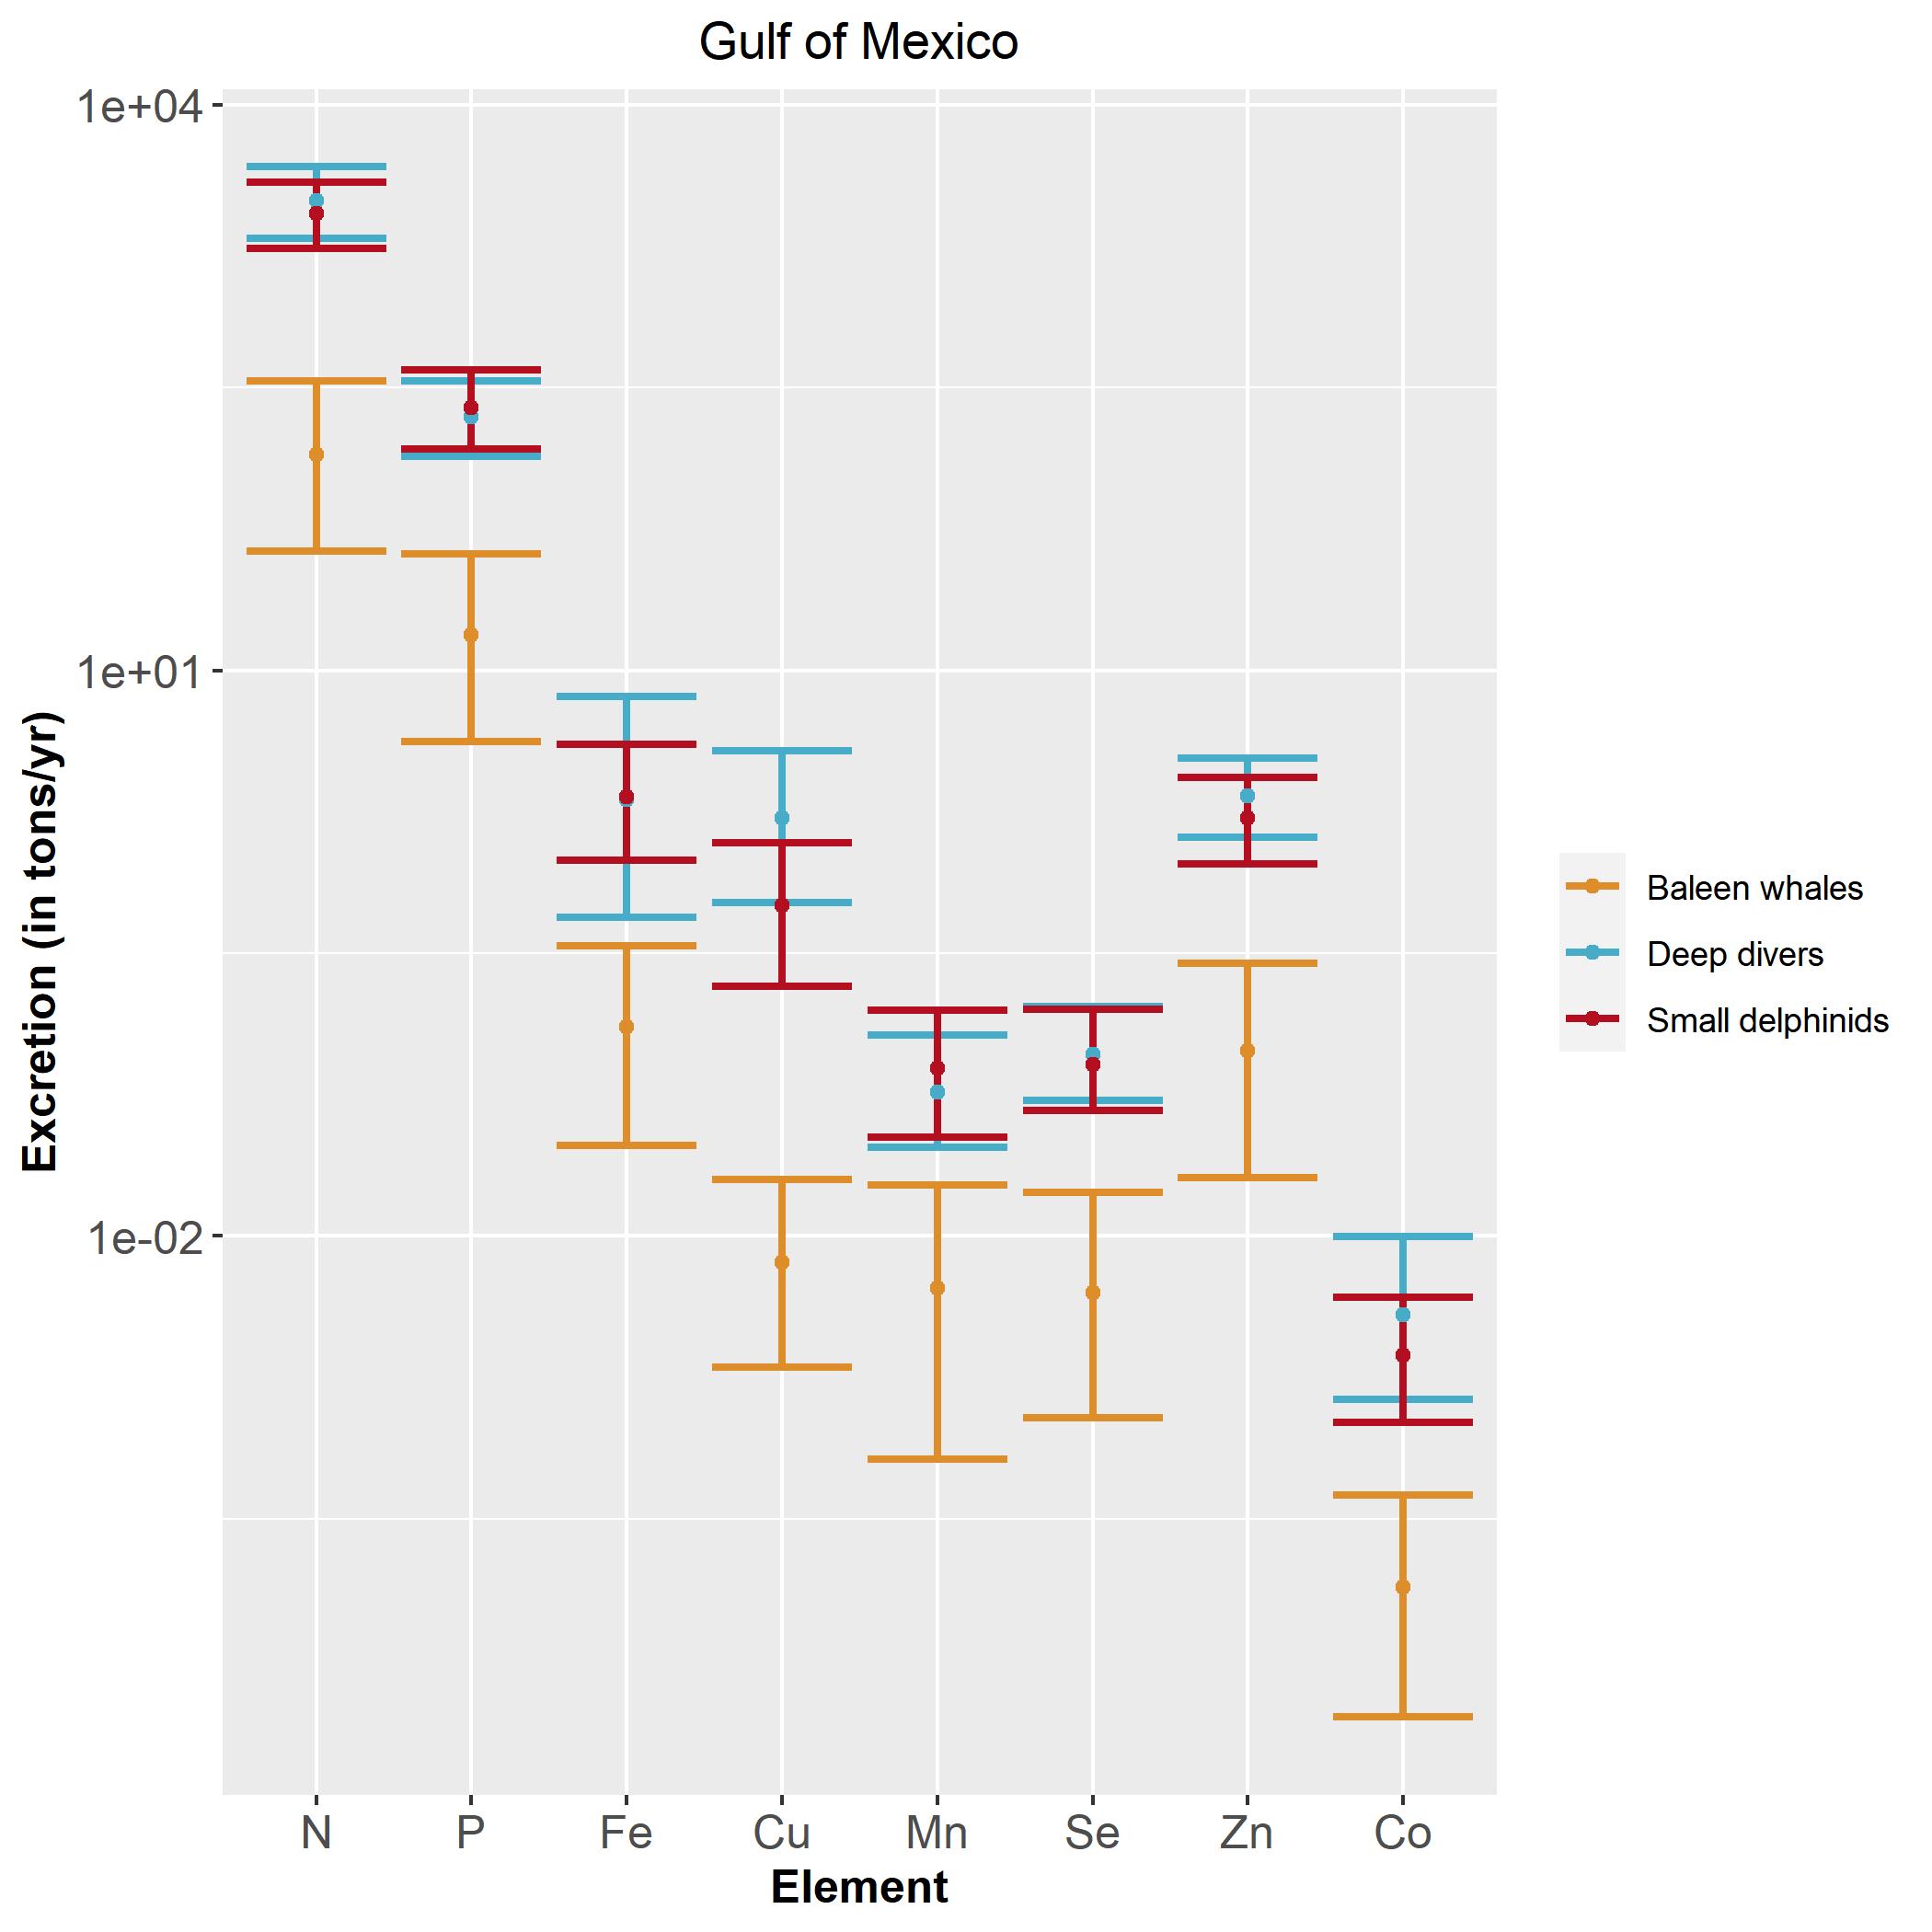 Gulf of Mexico
1e+04
1e+01
1e-02
Excretion (in tons/yr)
N P Fe Cu Mn Se Zn Co
Element
Baleen whales
Deep divers
Small delphinids